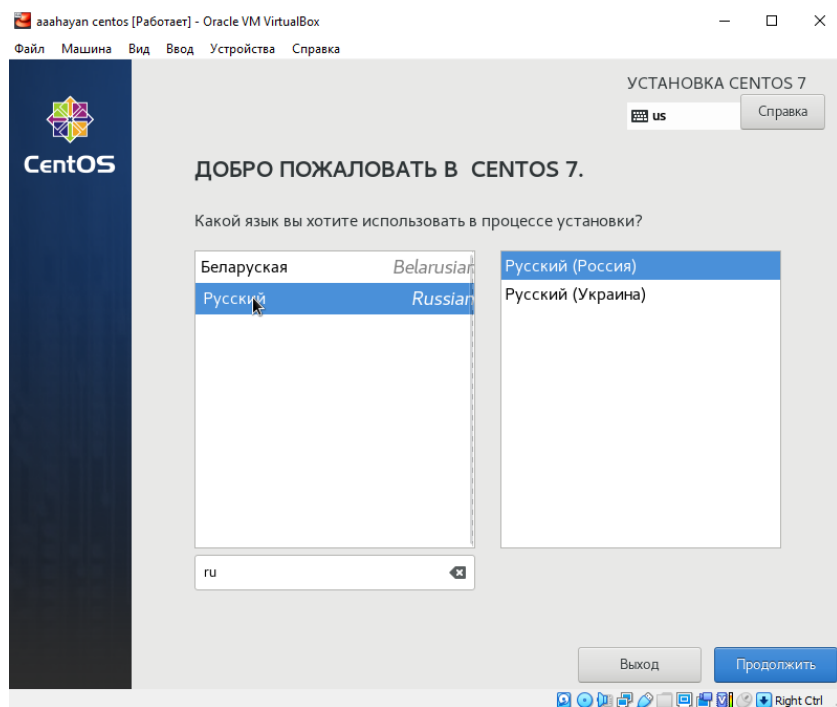 aaahayan centos [Работает] - Oracle VM VirtualBox
Файл Машина Вид Ввод Устройства Справка
УСТАНОВКА CENTOS 7
us Справка
CentOS
ДОБРО ПОЖАЛОВАТЬ В CENTOS 7.
Какой язык вы хотите использовать в процессе установки?
Беларуская Belarusian
Русский Russian
Русский (Россия)
Русский (Украина)
ru
Выход Продолжить
Right Ctrl